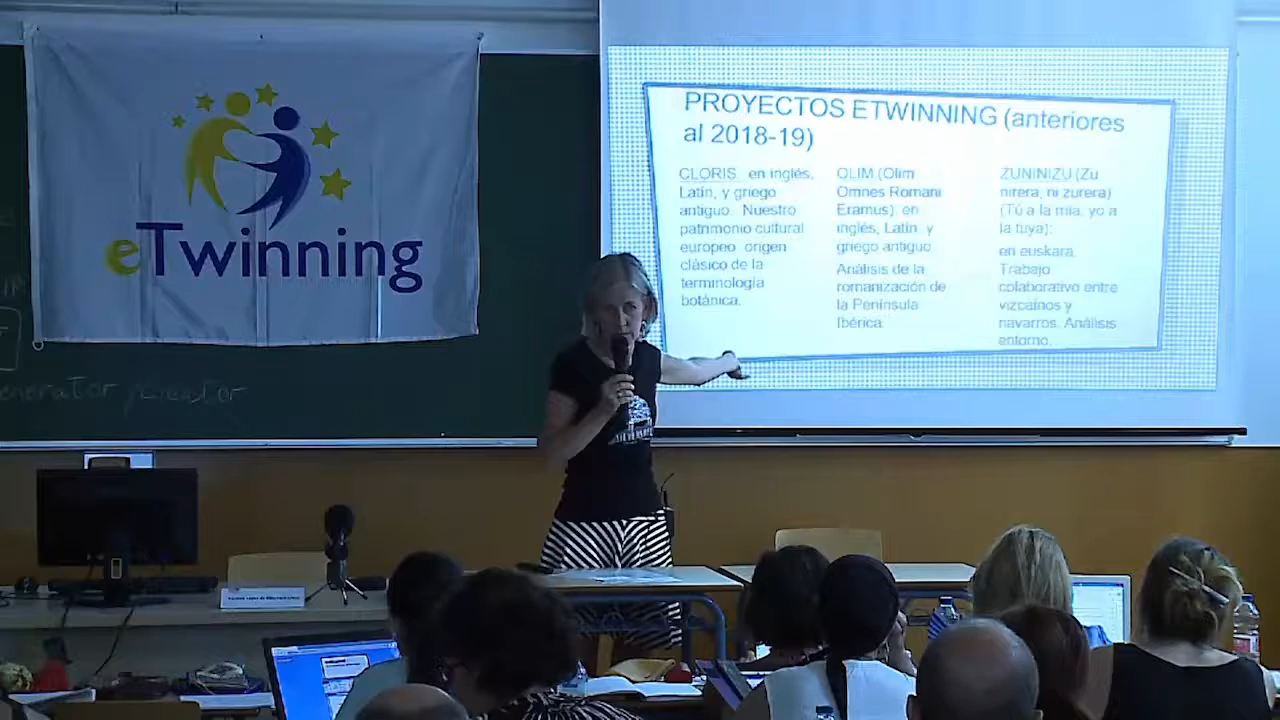 eTwinning
PROYECTOS ETWINNING (anteriores
al 2018-19)
CLORIS en inglés,
Latín, y griego
antiguo. Nuestro
patrimonio cultural
europeo origen
clásico de la
terminología
botánica.
OLIM (Olim
Omnes Romani
Eramus) en
inglés, Latín y
griego antiguo
Análisis de la
romanización de
la Península
Ibérica
ZUNINIZU (Zu
nirera, ni zurera)
(Tú a la mía, yo a
la tuya):
en euskara.
Trabajo
colaborativo entre
vizcaínos y
navarros. Análisis
entorno.